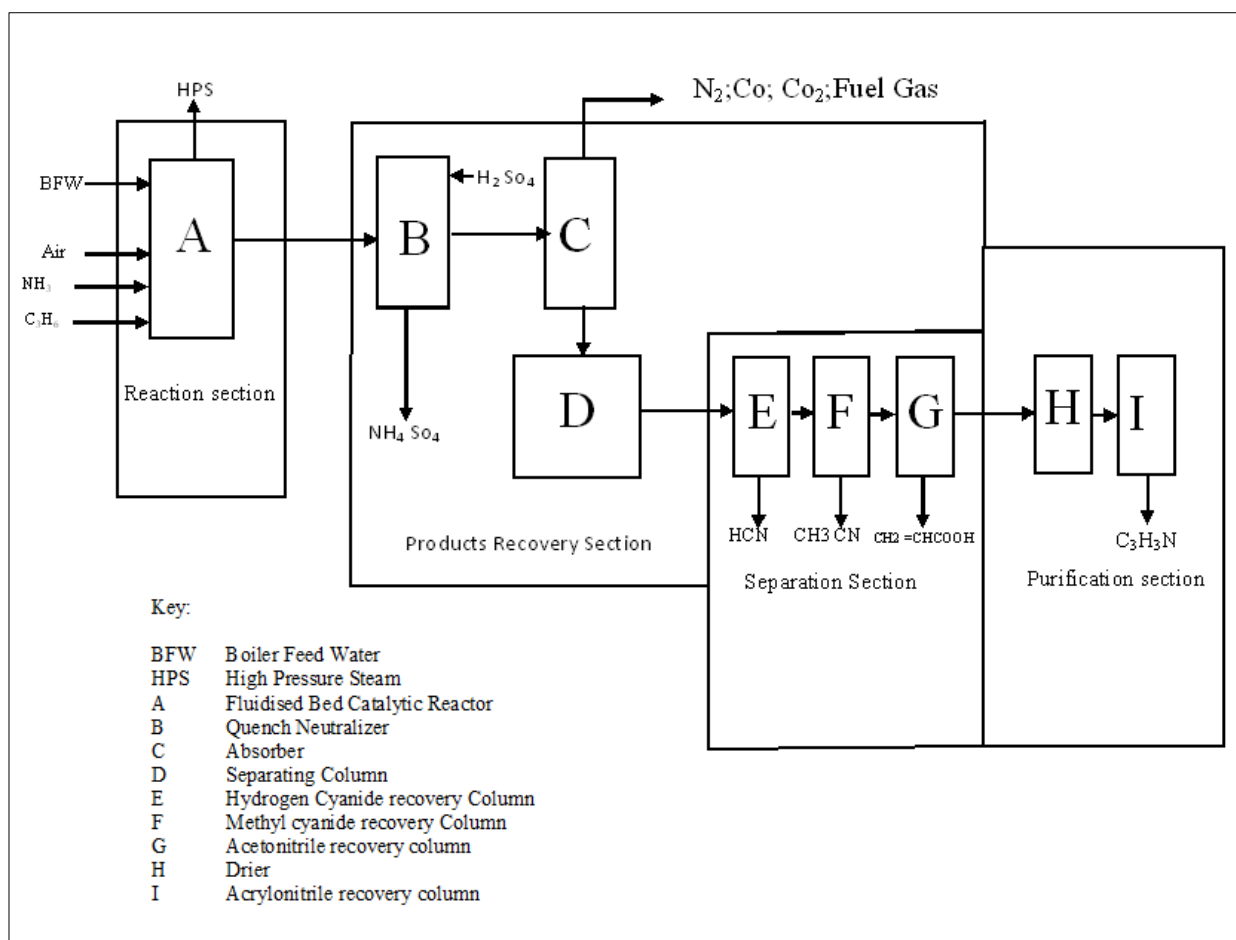 N₂;Co; Co₂;Fuel Gas
HPS
BFW
H₂So₄
A
B
C
Air
NH₃
C₃H₆
Reaction section
D
E
F
G
H
I
NH₄ So₄
HCN
CH3 CN
CH2 =CHCOOH
C₃H₃N
Products Recovery Section
Separation Section
Purification section
Key:
BFW Boiler Feed Water
HPS High Pressure Steam
A Fluidised Bed Catalytic Reactor
B Quench Neutralizer
C Absorber
D Separating Column
E Hydrogen Cyanide recovery Column
F Methyl cyanide recovery Column
G Acetonitrile recovery column
H Drier
I Acrylonitrile recovery column